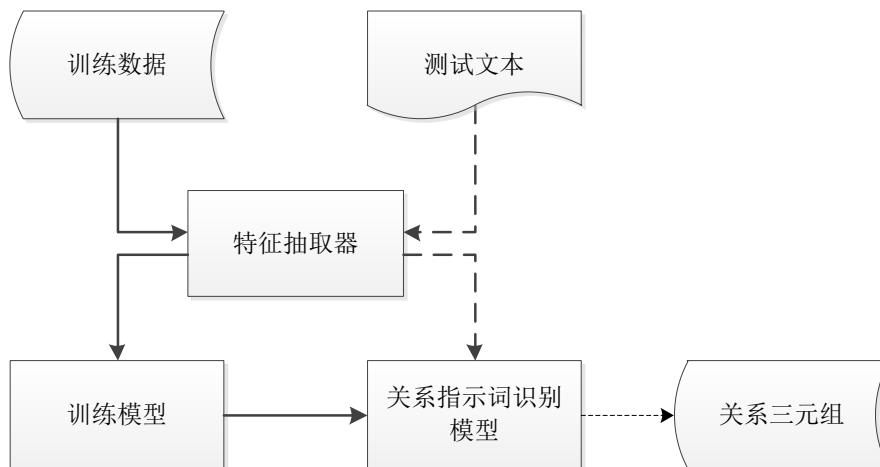 训练数据
测试文本
特征抽取器
训练模型
关系指示词识别
模型
关系三元组